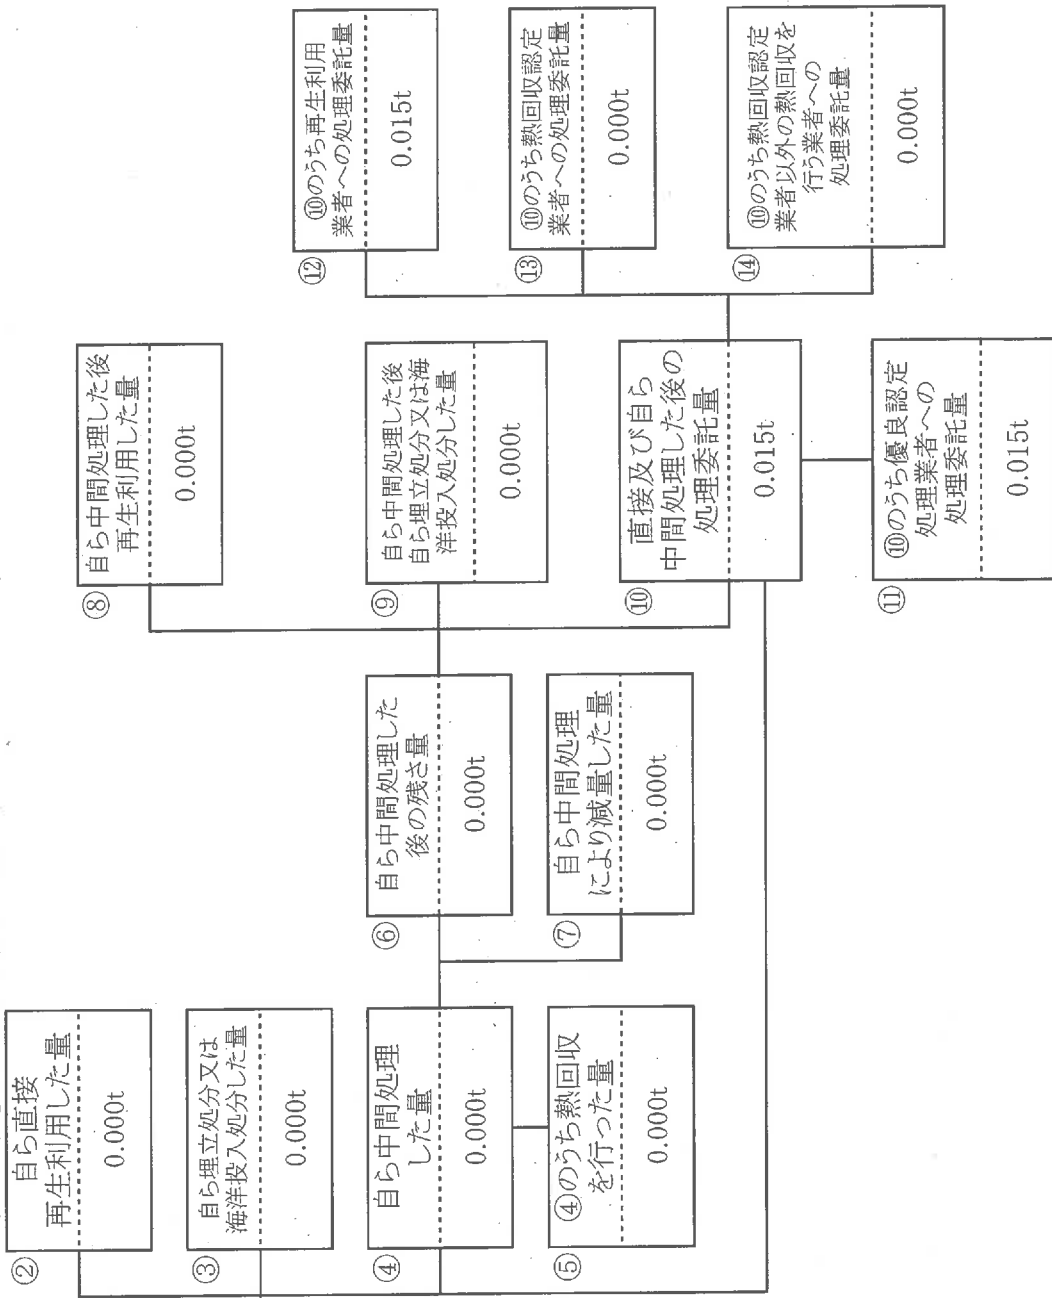 ②
自ら直接
再生利用した量
0.000t
③
自ら埋立処分又は
海洋投入処分した量
0.000t
④
自ら中間処理
した量
0.000t
⑤
④のうち熱回収
を行った量
0.000t
⑥
自ら中間処理した
後の残さ量
0.000t
⑦
自ら中間処理
により減量した量
0.000t
⑧
自ら中間処理した後
再生利用した量
0.000t
⑨
自ら中間処理した後
自ら埋立処分又は海
洋投入処分した量
0.000t
⑩
直接及び自ら
中間処理した後の
処理委託量
0.015t
⑪
⑩のうち優良認定
処理業者への
処理委託量
0.015t
⑫
⑩のうち再生利用
業者への処理委託量
0.015t
⑬
⑩のうち熱回収認定
業者への処理委託量
0.000t
⑭
⑩のうち熱回収認定
業者以外の熱回収を
行う業者への
処理委託量
0.000t